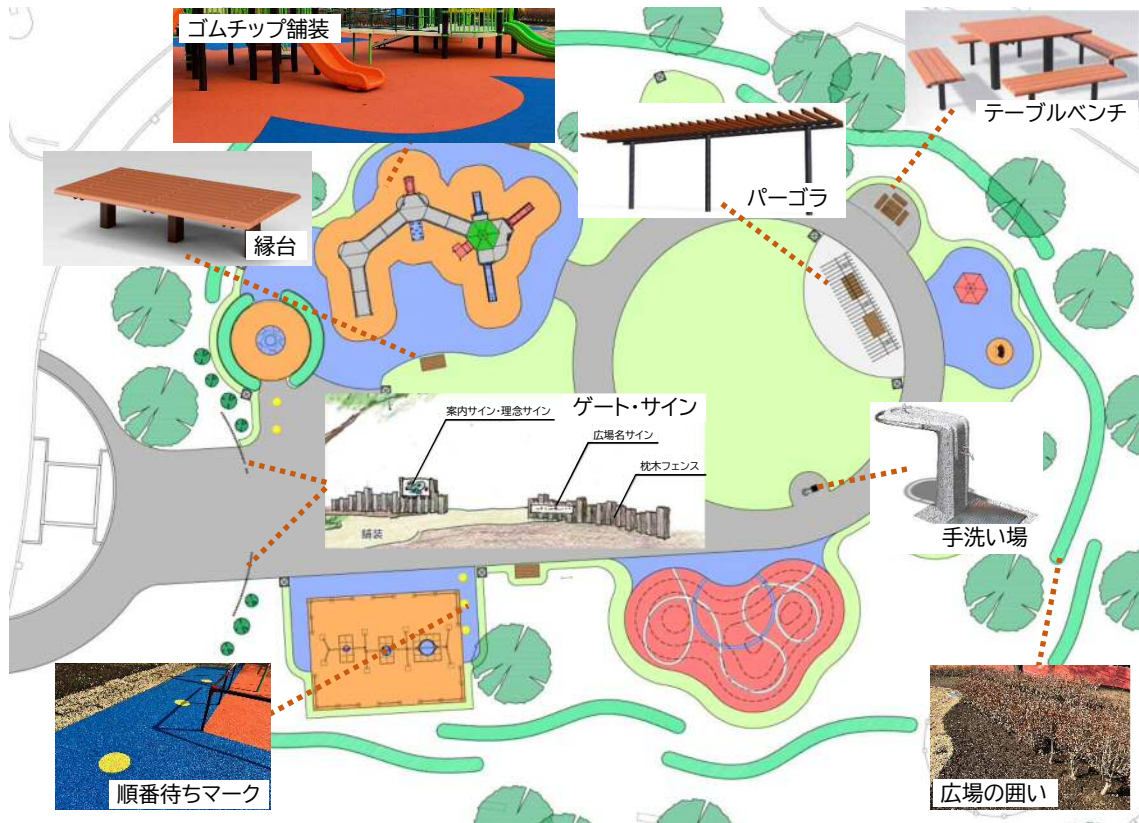 ゴムチップ舗装
テーブルベンチ
パーゴラ
縁台
ゲート・サイン
案内サイン・理念サイン
広場名サイン
枕木フェンス
舗装
手洗い場
順番待ちマーク
広場の囲い